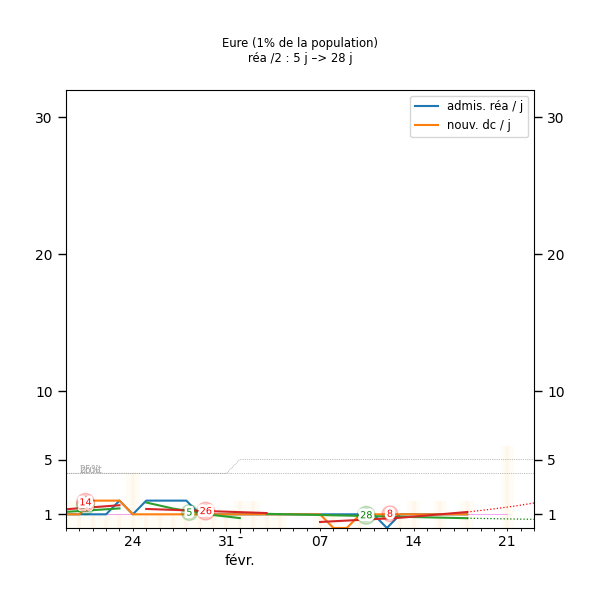 Eure (1% de la population)
réa /2 : 5 j –> 28 j
admis. réa / j
nouv. dc / j
30 30
20 20
10 10
5 5
25%
14 5 26 28 8
1 1
24 31 - 07 14 21
févr.